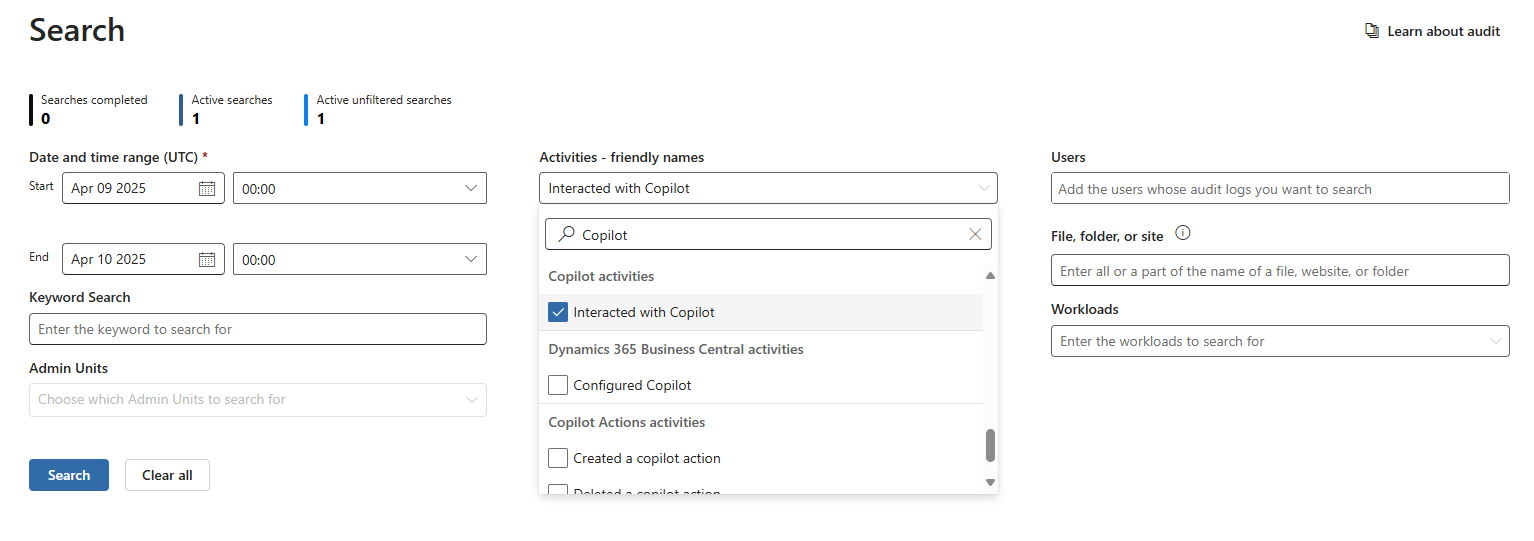 Search
Learn about audit
Searches completed
0
Active searches
1
Active unfiltered searches
1
Date and time range (UTC) *
Start
Apr 09 2025
00:00
End
Apr 10 2025
00:00
Keyword Search
Enter the keyword to search for
Admin Units
Choose which Admin Units to search for
Search
Clear all
Activities - friendly names
Interacted with Copilot
Copilot
Copilot activities
Interacted with Copilot
Dynamics 365 Business Central activities
Configured Copilot
Copilot Actions activities
Created a copilot action
Deleted a copilot action
Users
Add the users whose audit logs you want to search
File, folder, or site
Enter all or a part of the name of a file, website, or folder
Workloads
Enter the workloads to search for